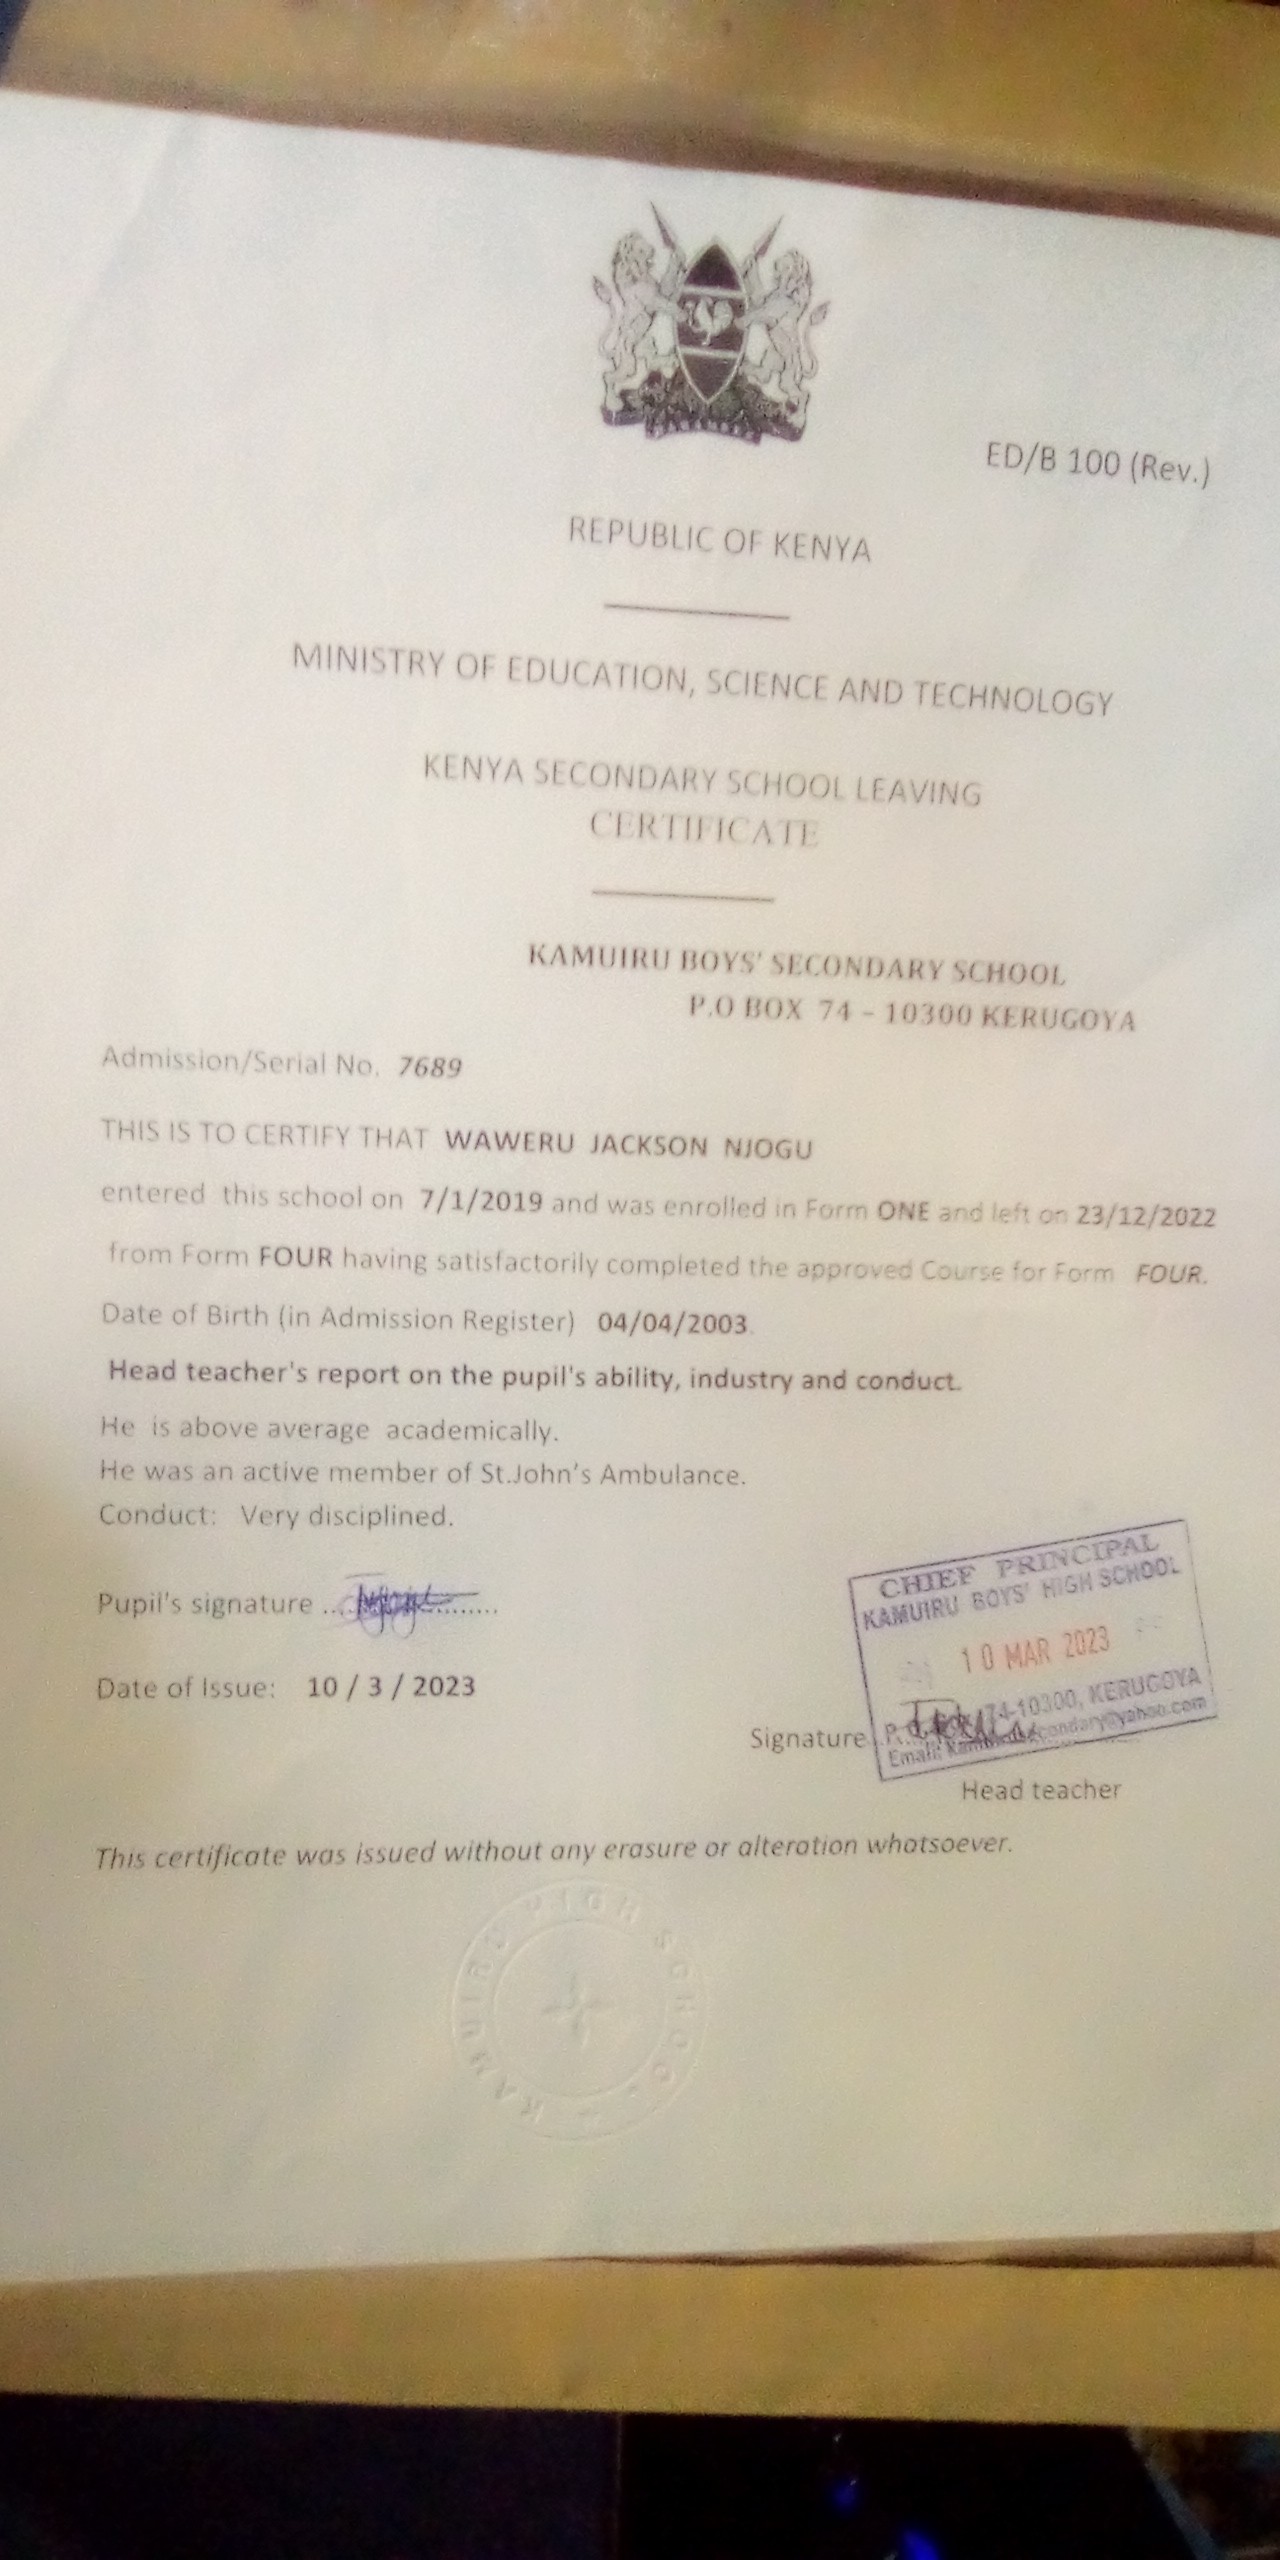 ED/B 100 (Rev.)
REPUBLIC OF KENYA
MINISTRY OF EDUCATION, SCIENCE AND TECHNOLOGY
KENYA SECONDARY SCHOOL LEAVING
CERTIFICATE
KAMUIRU BOYS' SECONDARY SCHOOL
P.O BOX 74 – 10300 KERUGOYA
Admission/Serial No. 7689
THIS IS TO CERTIFY THAT WAWERU JACKSON NJOGU
entered this school on 7/1/2019 and was enrolled in Form ONE and left on 23/12/2022
from Form FOUR having satisfactorily completed the approved Course for Form FOUR.
Date of Birth (in Admission Register) 04/04/2003.
Head teacher's report on the pupil's ability, industry and conduct.
He is above average academically.
He was an active member of St.John's Ambulance.
Conduct: Very disciplined.
Pupil's signature
Date of Issue: 10 / 3 / 2023
CHIEF PRINCIPAL
KAMUIRU BOYS' HIGH SCHOOL
10 MAR 2023
P.O. Box 74-10300, KERUGOYA
Email:
Signature
Head teacher
This certificate was issued without any erasure or alteration whatsoever.
KAMUIRU HIGH SCHOOL